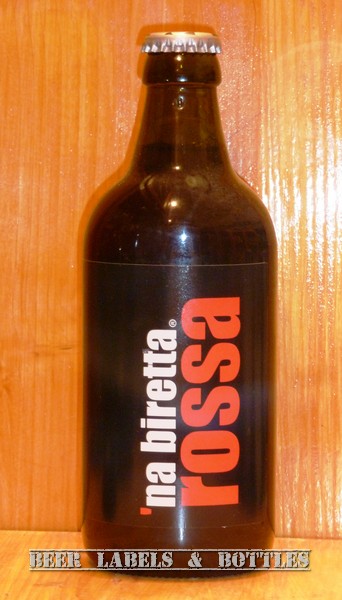 'na biretta®
rossa
BEER LABELS & BOTTLES